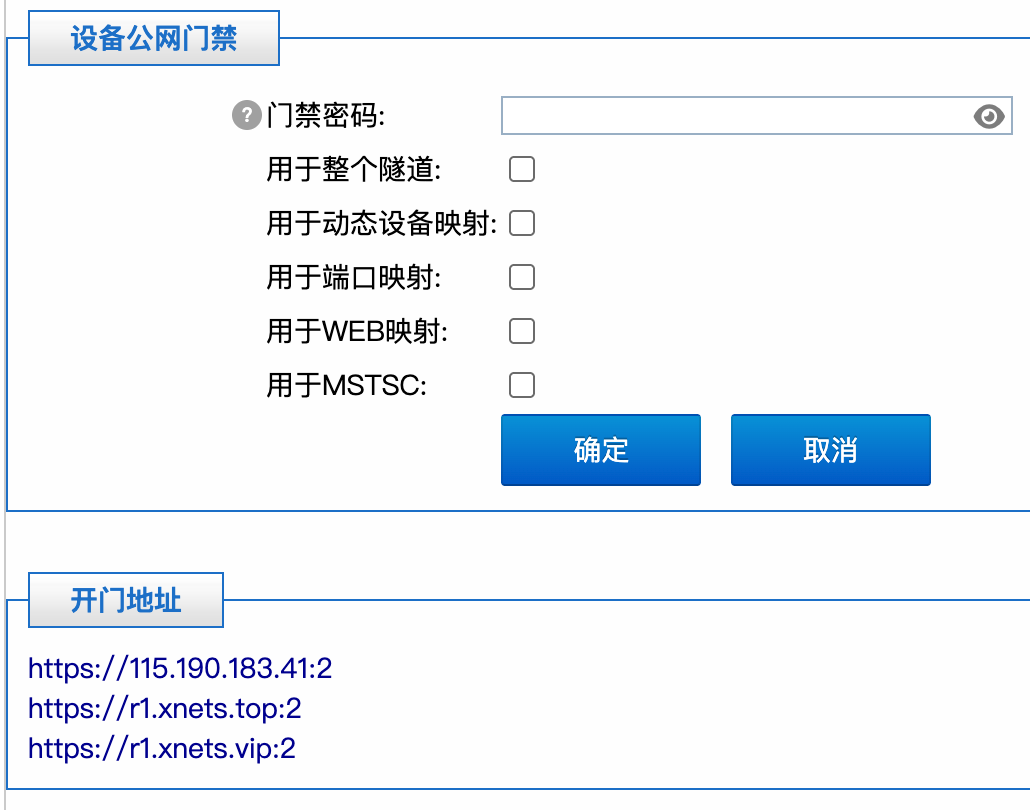 设备公网门禁
?门禁密码:
用于整个隧道:
用于动态设备映射:
用于端口映射:
用于WEB映射:
用于MSTSC:
确定 取消
开门地址
https://115.190.183.41:2
https://r1.xnets.top:2
https://r1.xnets.vip:2